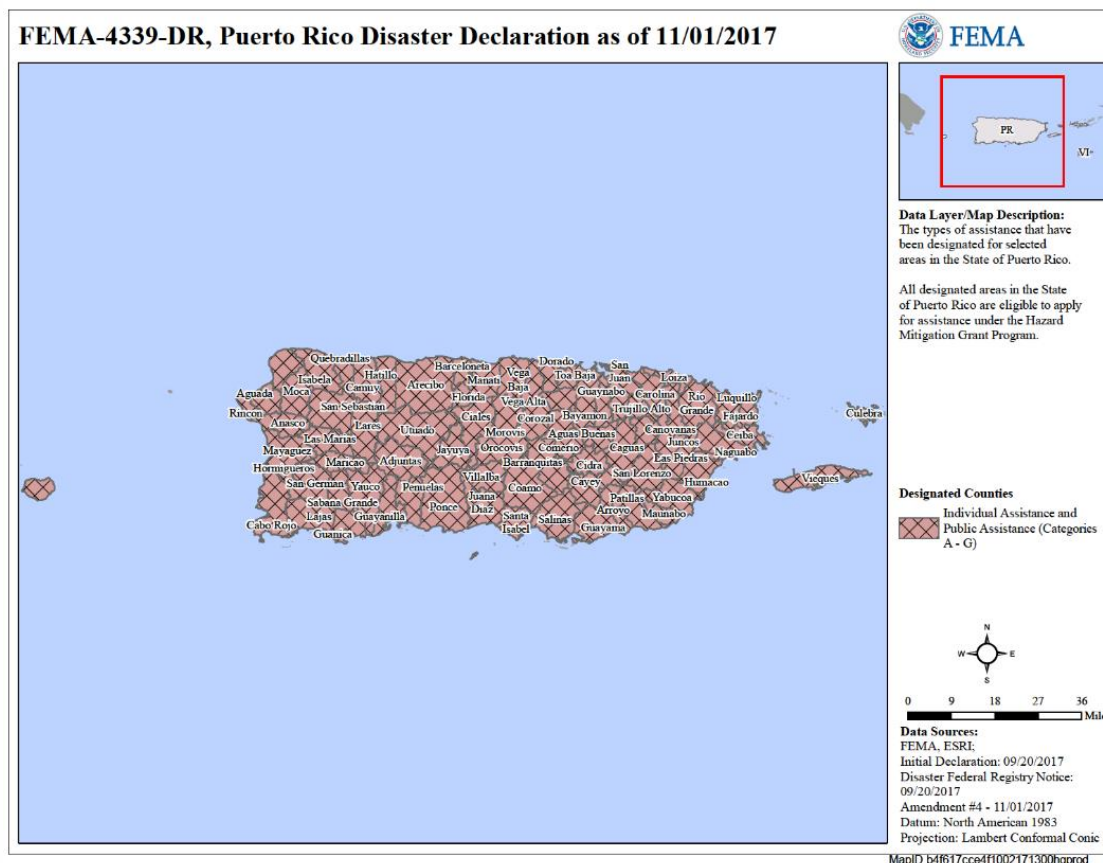 FEMA-4339-DR, Puerto Rico Disaster Declaration as of 11/01/2017
FEMA
PR
VI
Data Layer/Map Description:
The types of assistance that have
been designated for selected
areas in the State of Puerto Rico.
All designated areas in the State
of Puerto Rico are eligible to apply
for assistance under the Hazard
Mitigation Grant Program.
Quebradillas
Isabela
Hatillo
Camuy
Aguada
Moca
Rincon
San Sebastian
Anasco
Lares
Las Marias
Mayaguez
Utuado
Hormigueros
Maricao
Adjuntas
San German
Yauco
Penuelas
Sabana Grande
Lajas
Guayanilla
Cabo Rojo
Guanica
Barceloneta
Arecibo
Manati
Florida
Vega
Baja
Vega Alta
Ciales
Corozal
Morovis
Jayuya
Orocovis
Barranquitas
Villalba
Juana
Diaz
Ponce
Coamo
Santa
Isabel
Salinas
Dorado
Toa Baja
San
Juan
Guaynabo
Bayamon
Loiza
Carolina
Trujillo Alto
Rio
Grande
Luquillo
Fajardo
Canovanas
Ceiba
Aguas Buenas
Comerio
Caguas
Juncos
Naguabo
Las Piedras
Cidra
San Lorenzo
Humacao
Cayey
Patillas
Yabucoa
Arroyo
Maunabo
Guayama
Culebra
Vieques
Designated Counties
Individual Assistance and
Public Assistance (Categories
A - G)
N
W
E
S
0 9 18 27 36
Mile
Data Sources:
FEMA, ESRI;
Initial Declaration: 09/20/2017
Disaster Federal Registry Notice:
09/20/2017
Amendment #4 - 11/01/2017
Datum: North American 1983
Projection: Lambert Conformal Conic
MapID b4f617cce4f1002171300hqprod